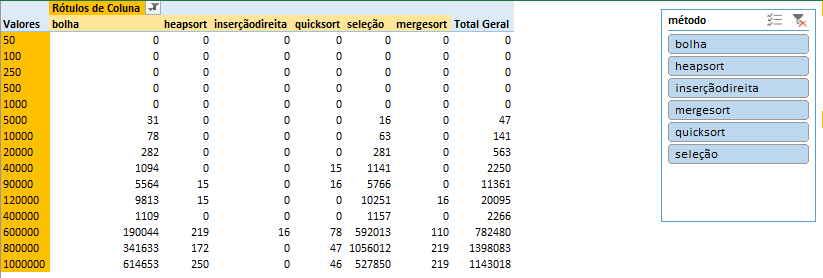 Rótulos de Coluna
Valores bolha heapsort inserçãodireita quicksort seleção mergesort Total Geral
50 0 0 0 0 0 0 0
100 0 0 0 0 0 0 0
250 0 0 0 0 0 0 0
500 0 0 0 0 0 0 0
1000 0 0 0 0 0 0 0
5000 31 0 0 0 16 0 47
10000 78 0 0 0 63 0 141
20000 282 0 0 0 281 0 563
40000 1094 0 0 15 1141 0 2250
90000 5564 15 0 16 5766 0 11361
120000 9813 15 0 0 10251 16 20095
400000 1109 0 0 0 1157 0 2266
600000 190044 219 16 78 592013 110 782480
800000 341633 172 0 47 1056012 219 1398083
1000000 614653 250 0 46 527850 219 1143018
método
bolha
heapsort
inserçãodireita
mergesort
quicksort
seleção